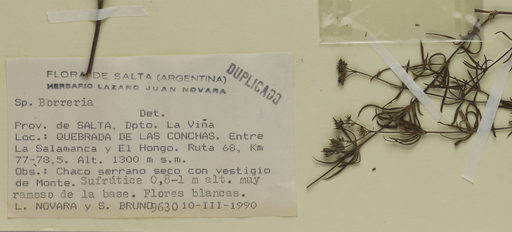 FLORA DE SALTA (ARGENTINA)
HERBARIO LAZARO JUAN NOVARA
DUPLICADO
Sp. Borreria
Det.
Prov. de SALTA, Dpto. La Viña
Loc.: QUEBRADA DE LAS CONCHAS. Entre
La Salamanca y El Hongo. Ruta 68, Km
77-78,5. Alt. 1300 m s.m.
Obs.: Chaco serrano seco con vestigio
de Monte. Sufrútice 0,8-1 m alt. muy
ramoso de la base. Flores blancas.
L. NOVARA y S. BRUNO 9630 10-III-1990